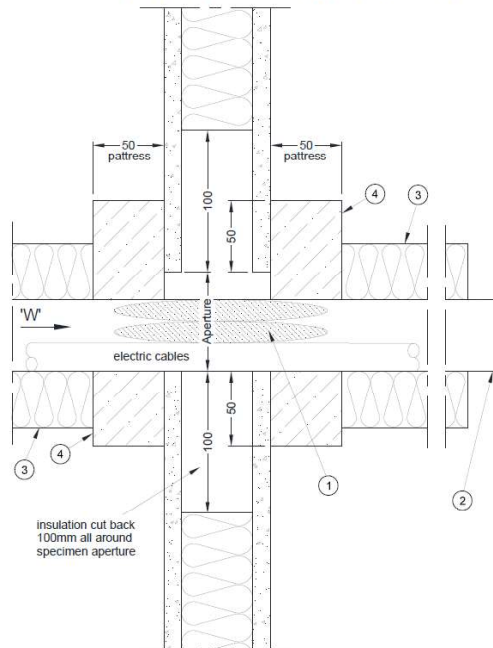 50
pattress
50
pattress
4
3
100
50
Aperture
'W'
electric cables
100
50
3
4
1
2
insulation cut back
100mm all around
specimen aperture